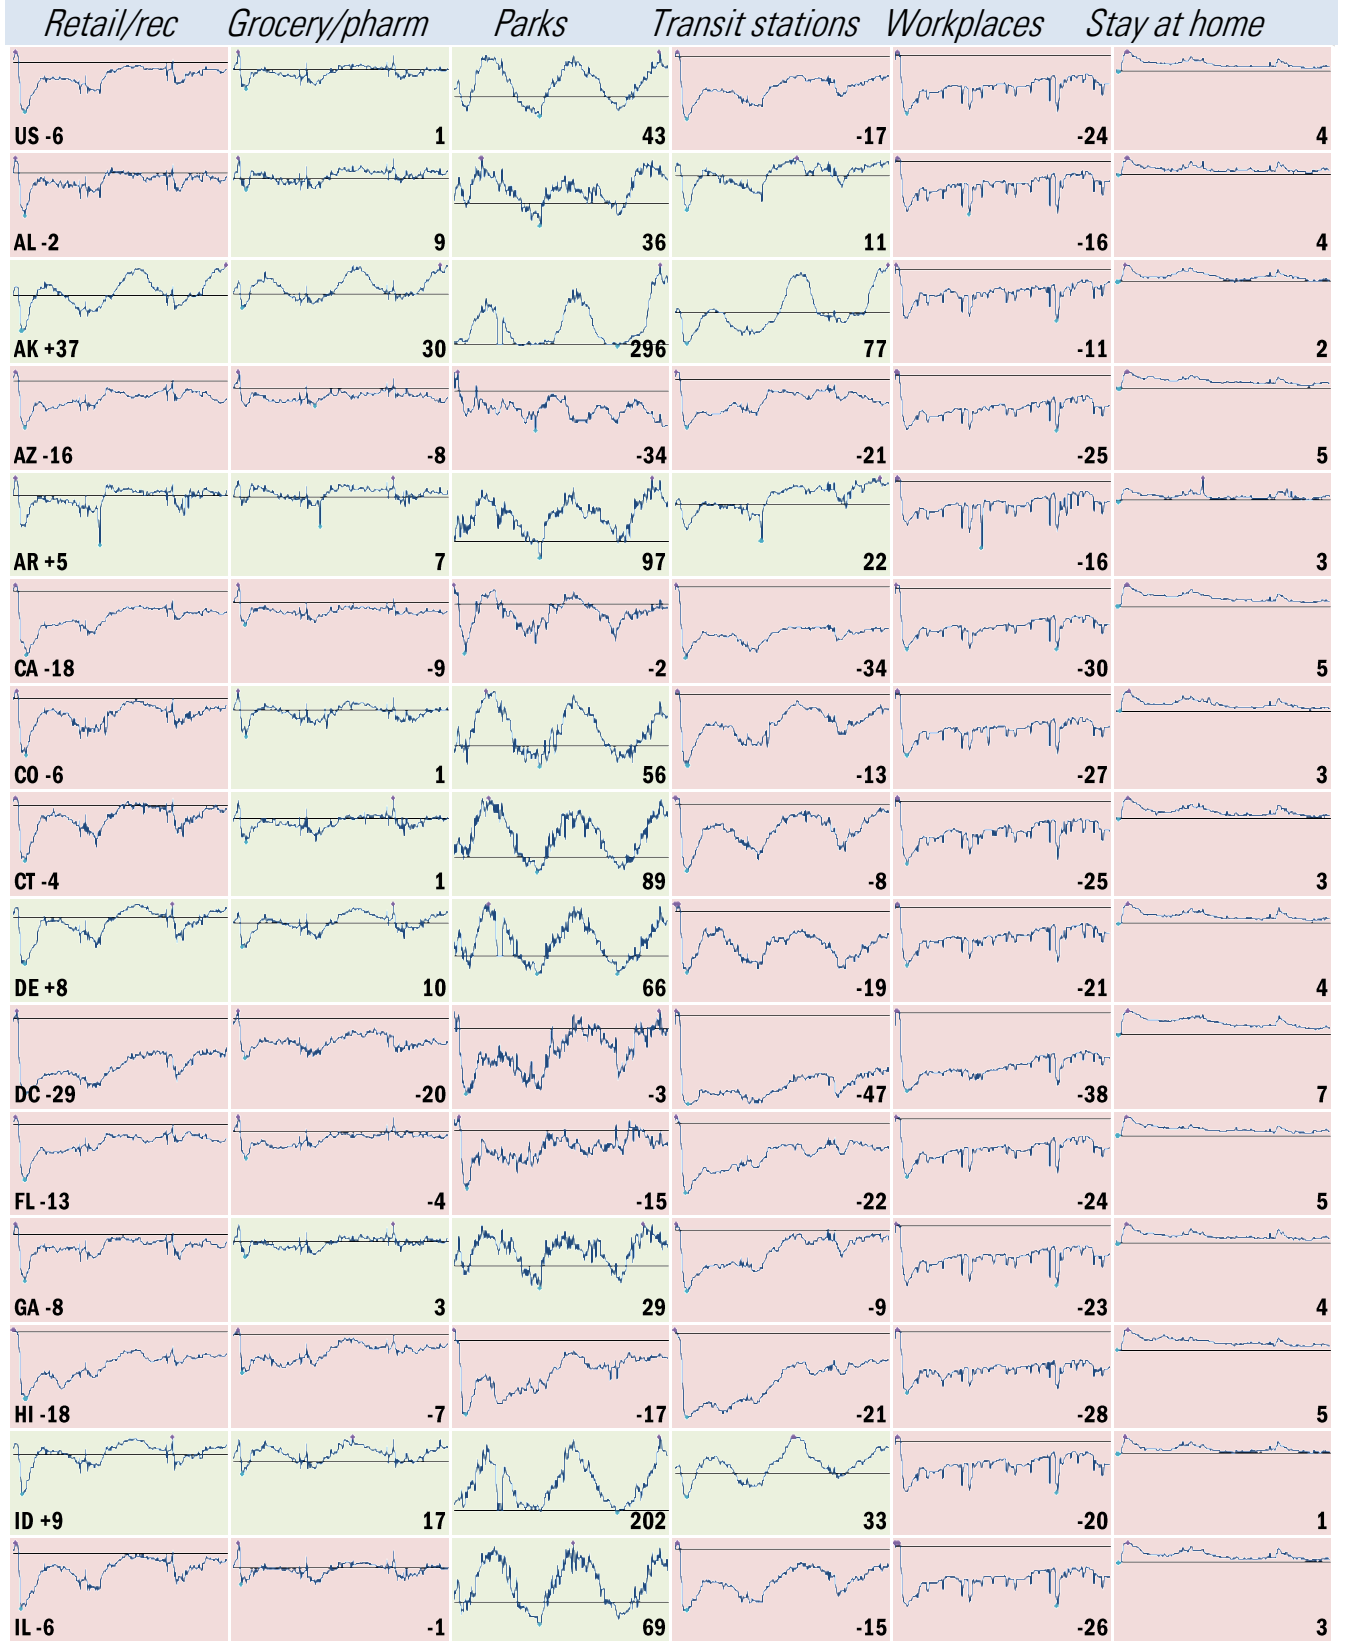 Retail/rec Grocery/pharm Parks Transit stations Workplaces Stay at home
US -6 1 43 -17 -24 4
AL -2 9 36 11 -16 4
AK +37 30 296 77 -11 2
AZ -16 -8 -34 -21 -25 5
AR +5 7 97 22 -16 3
CA -18 -9 -2 -34 -30 5
CO -6 1 56 -13 -27 3
CT -4 1 89 -8 -25 3
DE +8 10 66 -19 -21 4
DC -29 -20 -3 -47 -38 7
FL -13 -4 -15 -22 -24 5
GA -8 3 29 -9 -23 4
HI -18 -7 -17 -21 -28 5
ID +9 17 202 33 -20 1
IL -6 -1 69 -15 -26 3